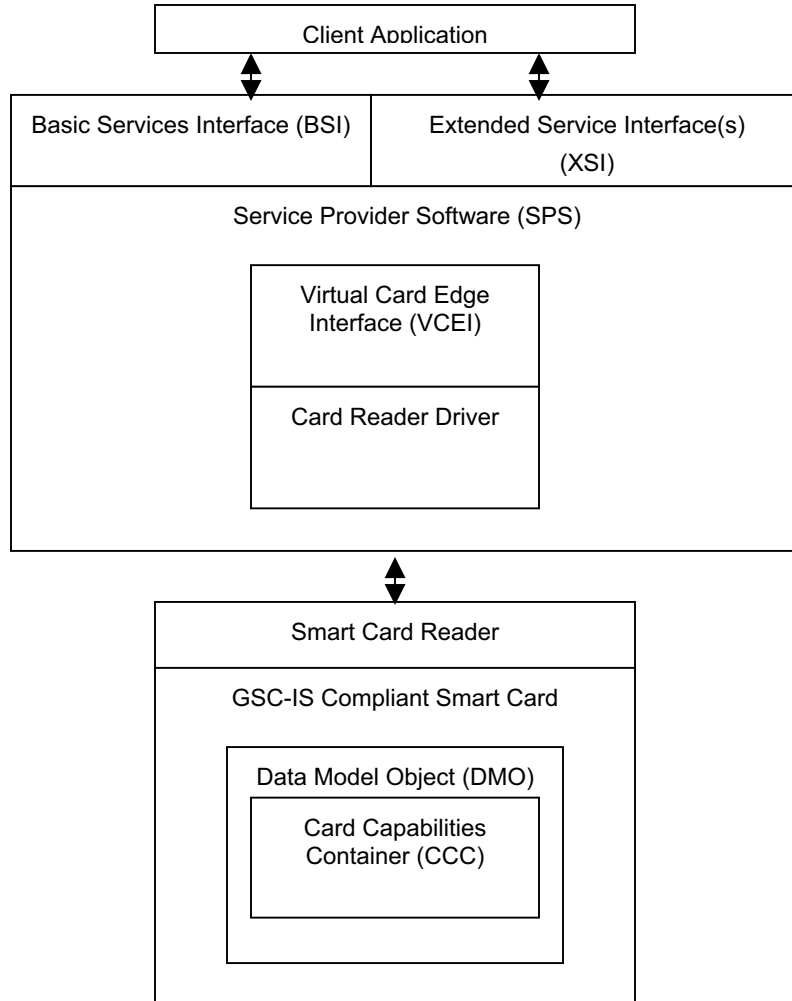 Client Application
Basic Services Interface (BSI)
Extended Service Interface(s)
(XSI)
Service Provider Software (SPS)
Virtual Card Edge
Interface (VCEI)
Card Reader Driver
Smart Card Reader
GSC-IS Compliant Smart Card
Data Model Object (DMO)
Card Capabilities
Container (CCC)